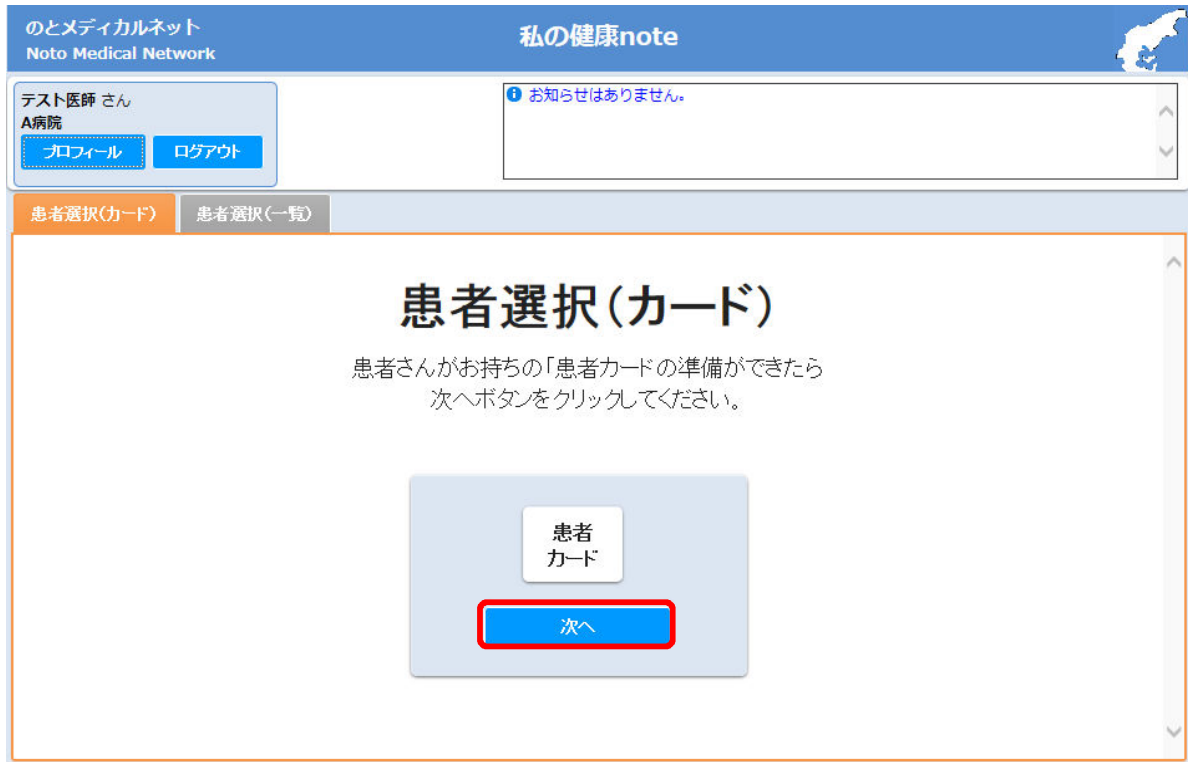 のとメディカルネット
Noto Medical Network
私の健康note
テスト医師 さん
A病院
プロフィール ログアウト
お知らせはありません。
患者選択(カード) 患者選択(一覧)
患者選択(カード)
患者さんがお持ちの「患者カードの準備ができたら
次へボタンをクリックしてください。
患者
カード
次へ